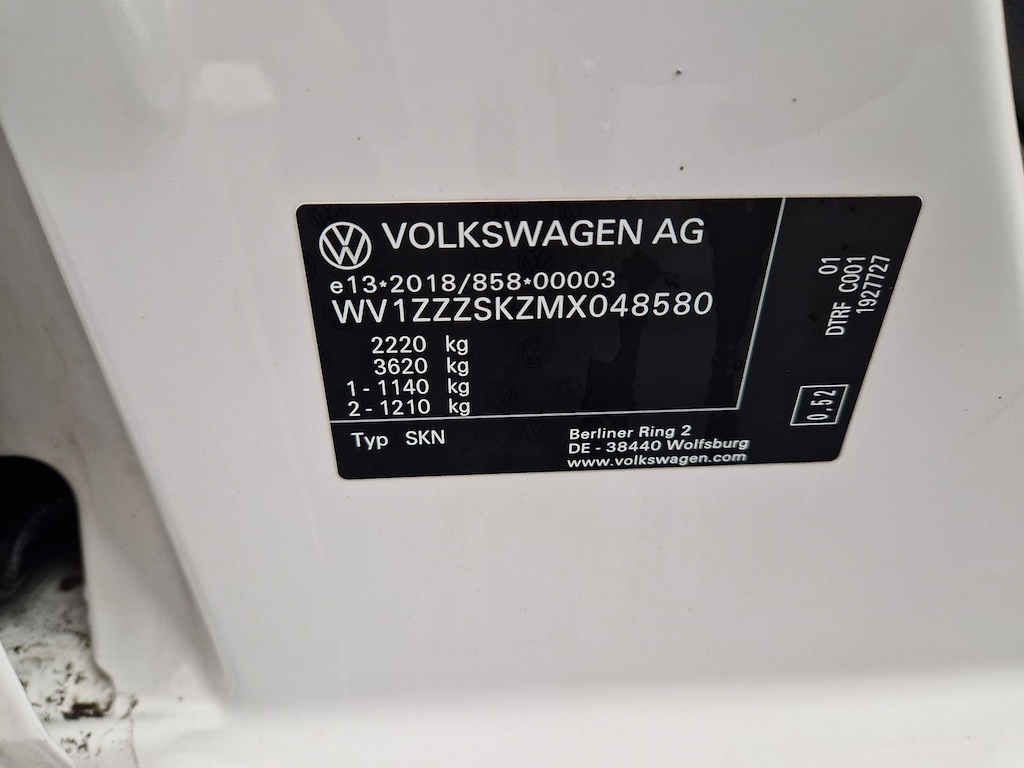 VOLKSWAGEN AG
e13*2018/858*00003
WV1ZZZSKZMX048580
2220 kg
3620 kg
1 - 1140 kg
2 - 1210 kg
Typ SKN
Berliner Ring 2
DE - 38440 Wolfsburg
www.volkswagen.com
01
DTRF C001
1927727
0,52